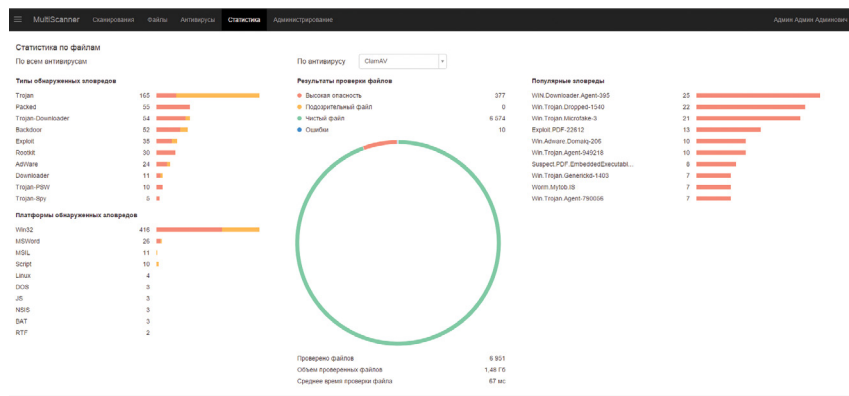 MultiScanner Сканирования Файлы Антивирусы Статистика Администрирование Админ Админ Админович
Статистика по файлам
По всем антивирусам
Типы обнаруженных зловредов
Trojan 165
Packed 55
Trojan-Downloader 54
Backdoor 52
Exploit 35
Rootkit 30
AdWare 24
Downloader 11
Trojan-PSW 10
Trojan-Spy 5
Платформы обнаруженных зловредов
Win32 416
MSWord 26
MSIL 11
Script 10
Linux 4
DOS 3
JS 3
NSIS 3
BAT 3
RTF 2
По антивирусу ClamAV
Результаты проверки файлов
Высокая опасность 377
Подозрительный файл 0
Чистый файл 6 574
Ошибки 10
Проверено файлов 6 951
Объем проверенных файлов 1,48 Гб
Среднее время проверки файла 67 мс
Популярные зловреды
WIN.Downloader.Agent-395 25
Win.Trojan.Dropped-1540 22
Win.Trojan.Microfake-3 21
Exploit.PDF-22612 13
Win.Adware.Domaiq-206 10
Win.Trojan.Agent-949218 10
Suspect.PDF.EmbeddedExecutabl... 9
Win.Trojan.Generickd-1403 7
Worm.Mytob.IS 7
Win.Trojan.Agent-790056 7